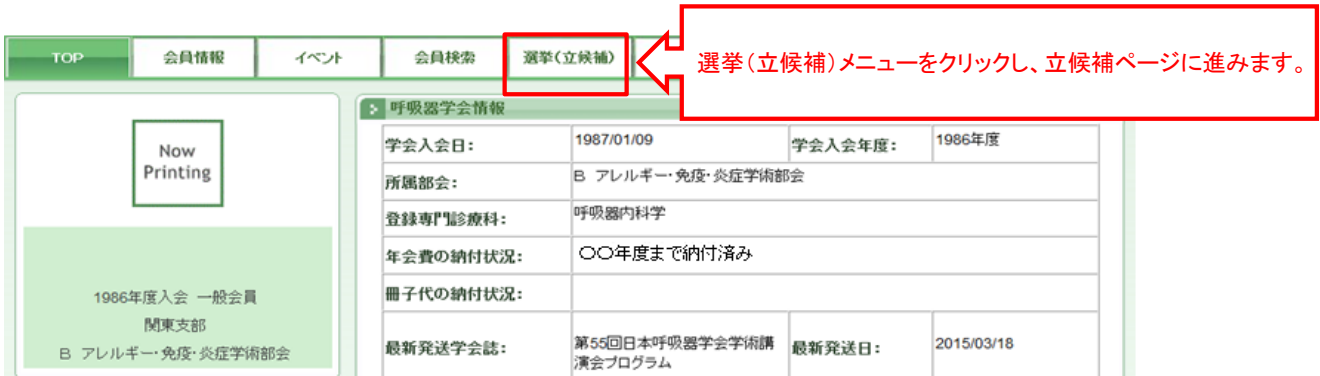 TOP
会員情報
イベント
会員検索
選挙(立候補)
選挙(立候補)メニューをクリックし、立候補ページに進みます。
Now
Printing
1986年度入会 一般会員
関東支部
B アレルギー・免疫・炎症学術部会
呼吸器学会情報
学会入会日: 1987/01/09 学会入会年度: 1986年度
所属部会: B アレルギー・免疫・炎症学術部会
登録専門診療科: 呼吸器内科学
年会費の納付状況: 〇〇年度まで納付済み
冊子代の納付状況:
最新発送学会誌: 第55回日本呼吸器学会学術講
演会プログラム
最新発送日: 2015/03/18